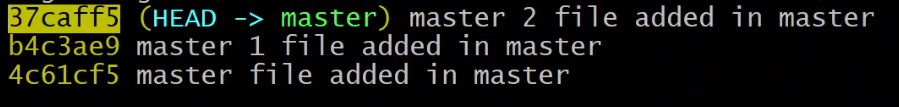 37caff5 (HEAD -> master) master 2 file added in master
b4c3ae9 master 1 file added in master
4c61cf5 master file added in master